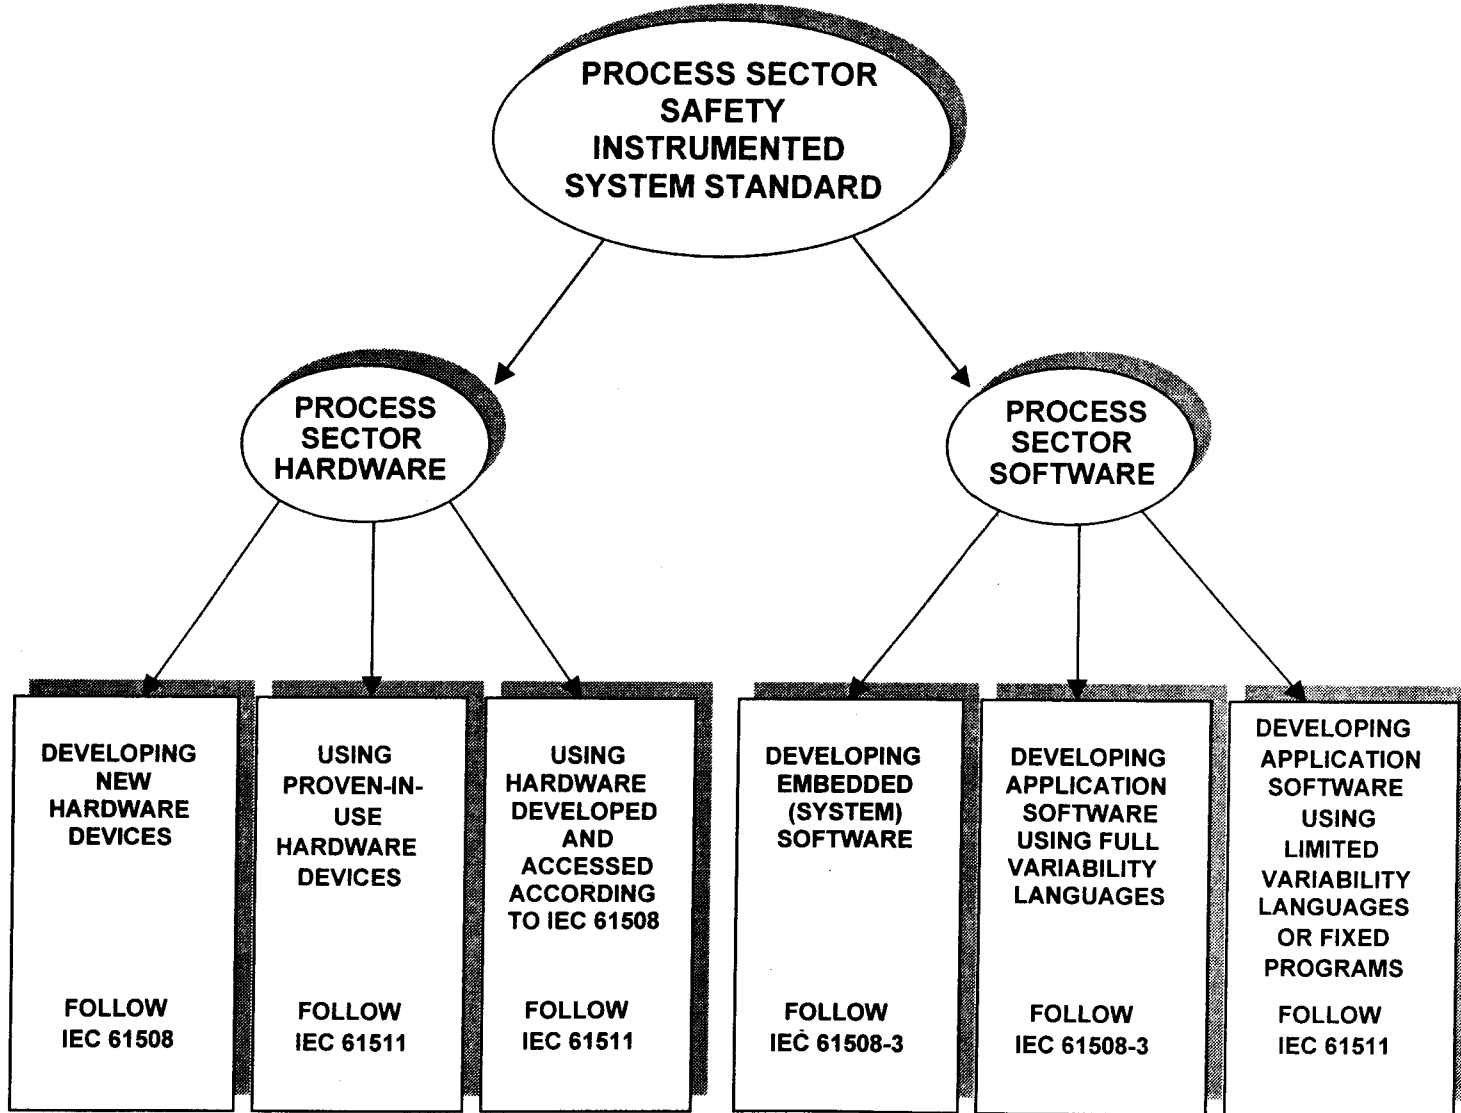 PROCESS SECTOR
SAFETY
INSTRUMENTED
SYSTEM STANDARD
PROCESS
SECTOR
HARDWARE
PROCESS
SECTOR
SOFTWARE
DEVELOPING
NEW
HARDWARE
DEVICES
FOLLOW
IEC 61508
USING
PROVEN-IN-
USE
HARDWARE
DEVICES
FOLLOW
IEC 61511
USING
HARDWARE
DEVELOPED
AND
ACCESSED
ACCORDING
TO IEC 61508
FOLLOW
IEC 61511
DEVELOPING
EMBEDDED
(SYSTEM)
SOFTWARE
FOLLOW
IEC 61508-3
DEVELOPING
APPLICATION
SOFTWARE
USING FULL
VARIABILITY
LANGUAGES
FOLLOW
IEC 61508-3
DEVELOPING
APPLICATION
SOFTWARE
USING
LIMITED
VARIABILITY
LANGUAGES
OR FIXED
PROGRAMS
FOLLOW
IEC 61511